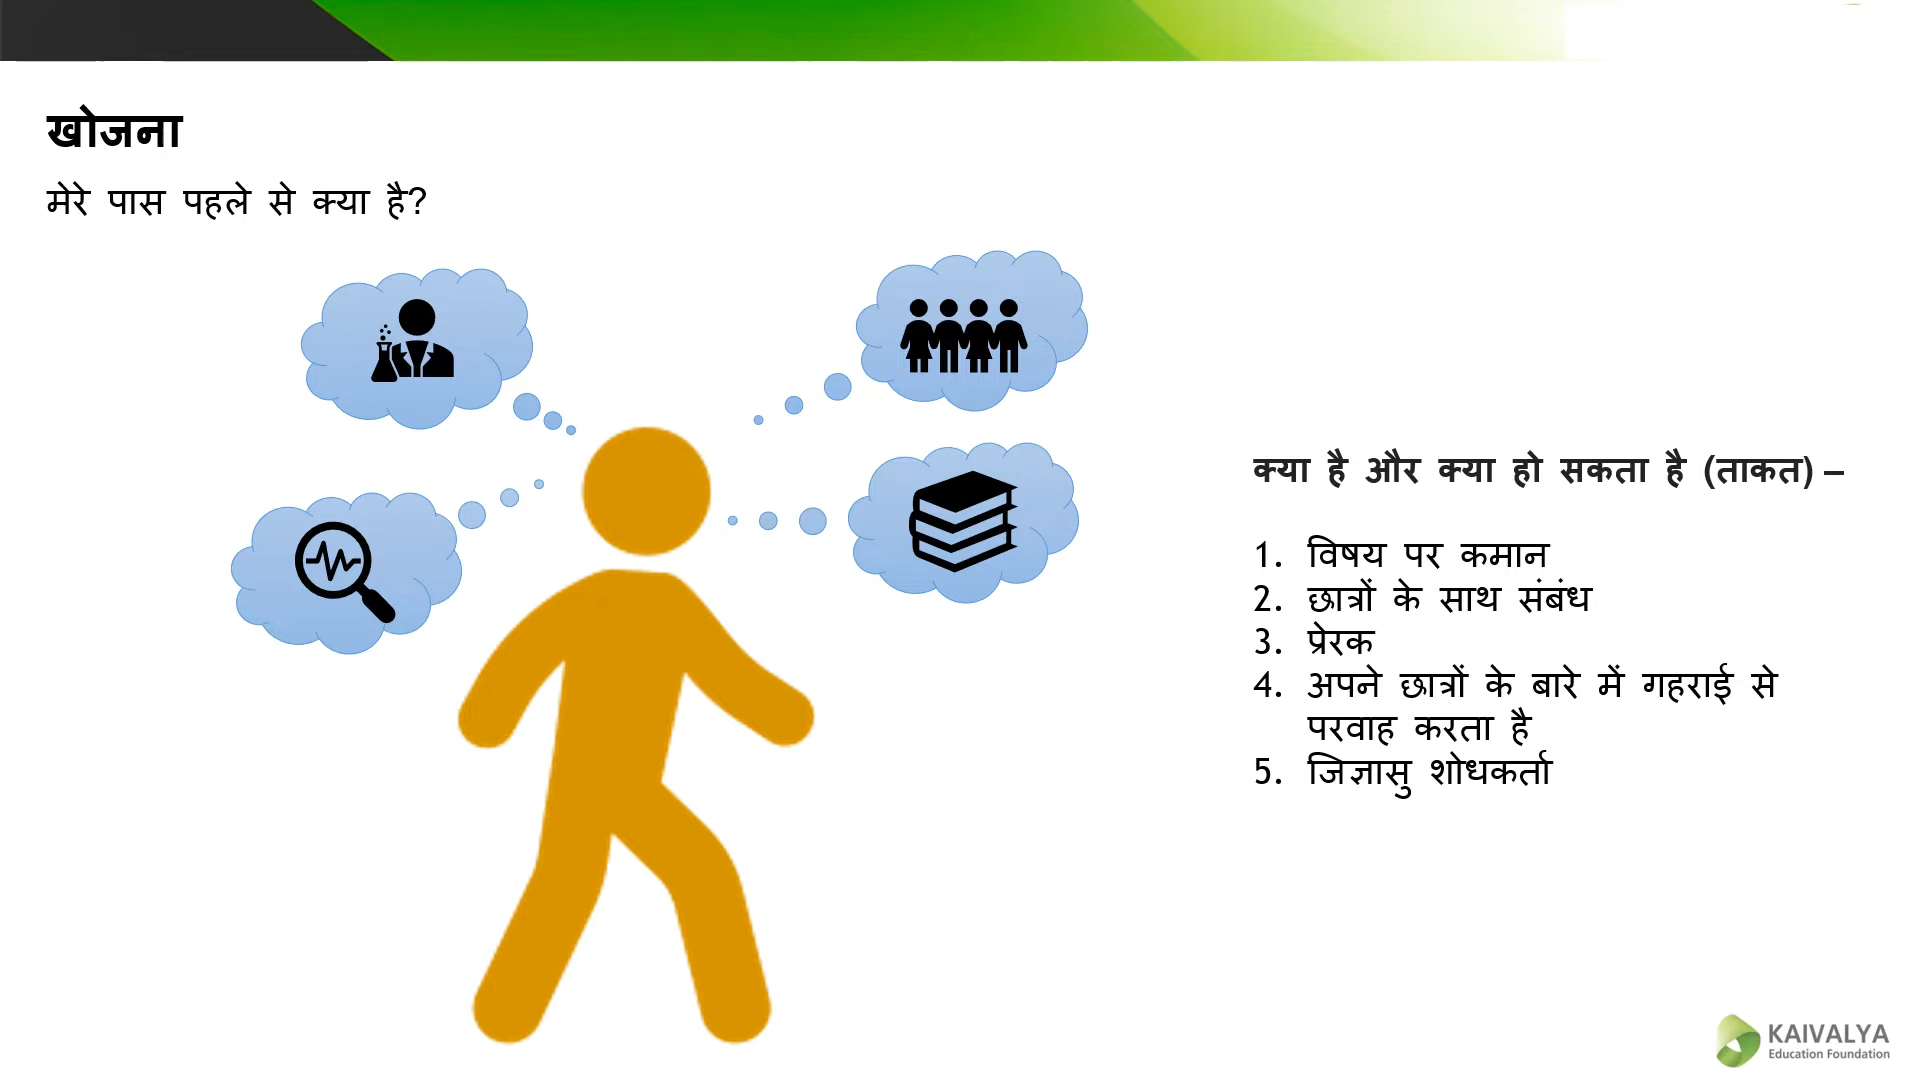 खोजना
मेरे पास पहले से क्या है?
क्या है और क्या हो सकता है (ताकत) –
1. विषय पर कमान
2. छात्रों के साथ संबंध
3. प्रेरक
4. अपने छात्रों के बारे में गहराई से
परवाह करता है
5. जिज्ञासु शोधकर्ता
KAIVALYA
Education Foundation